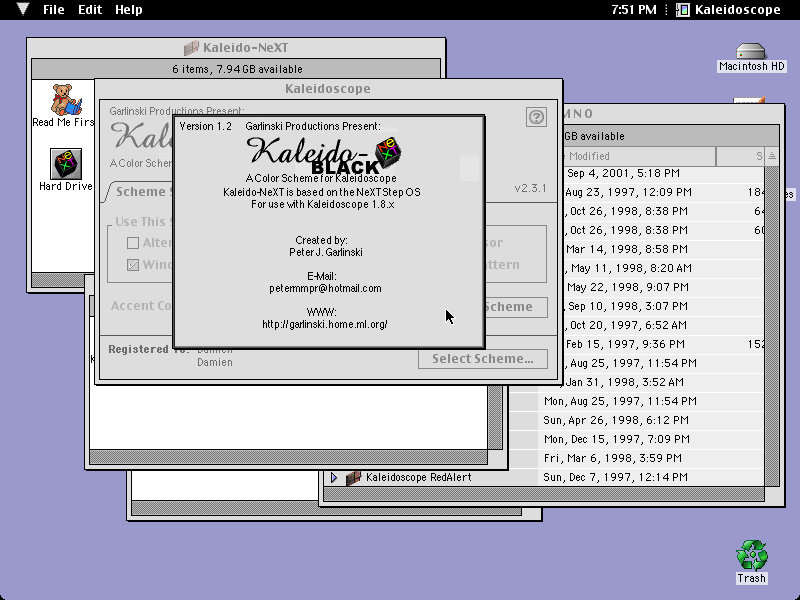 File Edit Help
7:51 PM Kaleidoscope
Kaleido-NeXT
6 items, 7.94 GB available
Read Me Firs
Hard Drive
Macintosh HD
Kaleidoscope
Garlinski Productions Present:
Kal
A Color Schem
v2.3.1
Scheme
Use This
Alter
Wind
sor
ttern
Accent Co
Scheme
Registered To: Damien
Damien
Select Scheme...
Version 1.2 Garlinski Productions Present:
Kaleido-
BLACK
A Color Scheme for Kaleidoscope
Kaleido-NeXT is based on the NeXTStep OS
For use with Kaleidoscope 1.8.x
Created by:
Peter J. Garlinski
E-Mail:
petermmpr@hotmail.com
WWW:
http://garlinski.home.ml.org/
M N O
GB available
Modified S
Sep 4, 2001, 5:18 PM
Aug 23, 1997, 12:09 PM 184
, Oct 26, 1998, 8:38 PM 64
, Oct 26, 1998, 8:38 PM 60
Mar 14, 1998, 8:58 PM
, May 11, 1998, 8:20 AM
May 22, 1998, 9:07 PM
Sep 10, 1998, 3:07 PM
Oct 20, 1997, 6:52 AM
Feb 15, 1997, 9:36 PM 152
, Aug 25, 1997, 11:54 PM
Jan 31, 1998, 3:52 AM
Mon, Aug 25, 1997, 11:54 PM
Sun, Apr 26, 1998, 6:12 PM
Mon, Dec 15, 1997, 7:09 PM
Fri, Mar 6, 1998, 3:59 PM
Kaleidoscope RedAlert Sun, Dec 7, 1997, 12:14 PM
es
Trash